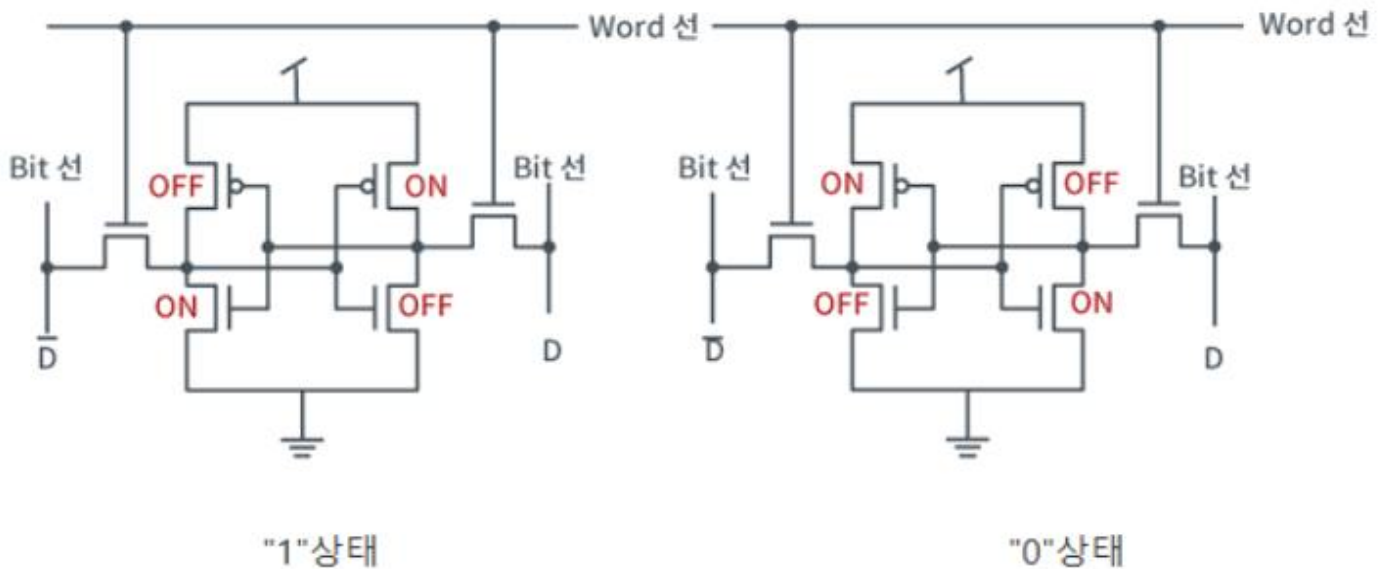 Word 선
Word 선
Bit 선
OFF
ON
Bit 선
ON
OFF
D
D
Bit 선
ON
OFF
Bit 선
OFF
ON
D
D
"1"상태
"0"상태